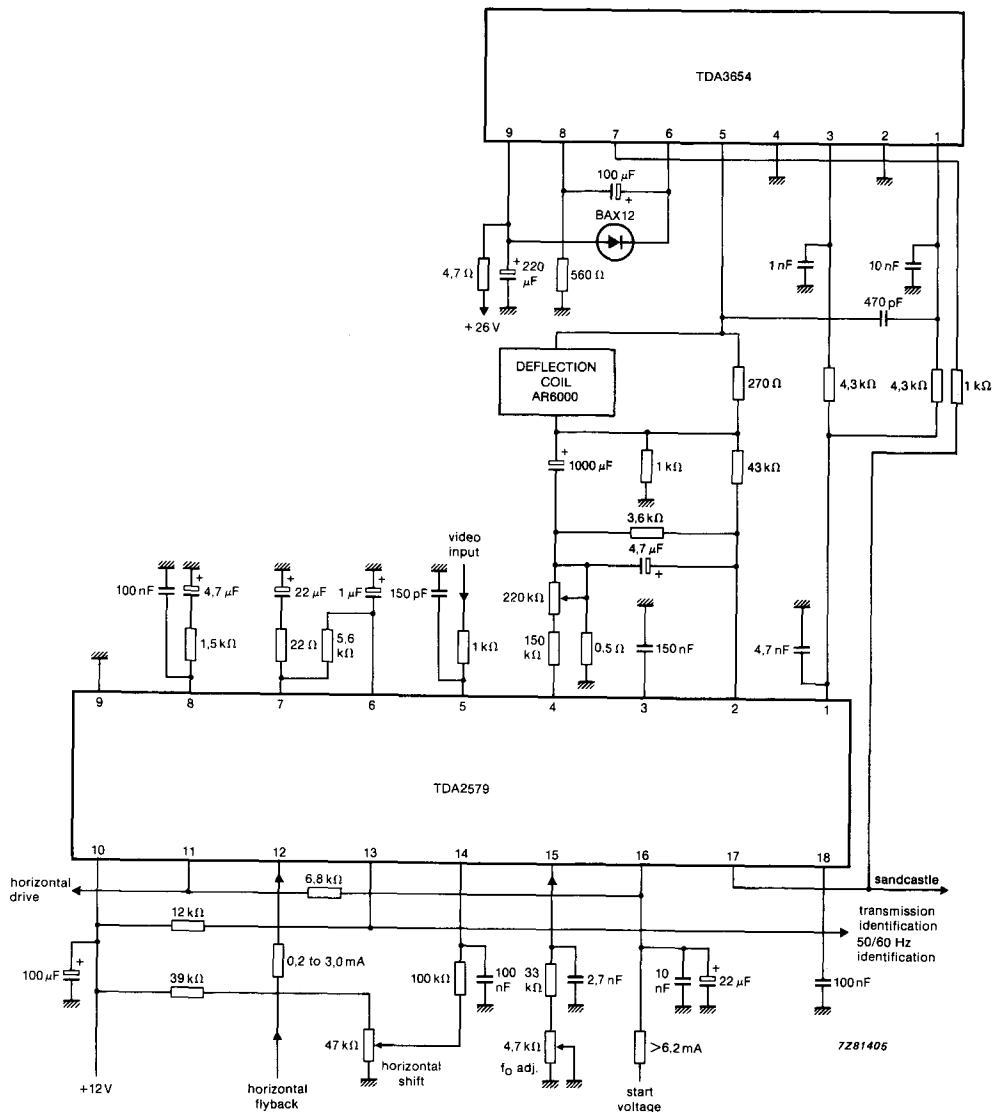 TDA3654
9 8 7 6 5 4 3 2 1
100 μF
+
BAX12
4,7 Ω
+ 220
μF
560 Ω
+ 26 V
1 nF
10 nF
470 pF
DEFLECTION
COIL
AR6000
270 Ω
4,3 kΩ
4,3 kΩ
1 kΩ
+
1000 μF
1 kΩ
43 kΩ
3,6 kΩ
4,7 μF
+
video
input
100 nF
+
4,7 μF
+
22 μF
1 μF
+
150 pF
220 kΩ
1,5 kΩ
22 Ω
5,6
kΩ
1 kΩ
150
kΩ
0.5 Ω
150 nF
4,7 nF
9 8 7 6 5 4 3 2 1
TDA2579
10 11 12 13 14 15 16 17 18
horizontal
drive
6.8 kΩ
sandcastle
12 kΩ
transmission
identification
50/60 Hz
identification
100 μF
+
39 kΩ
0,2 to 3,0 mA
100 kΩ
100
nF
33
kΩ
2,7 nF
10
nF
+
22 μF
100 nF
47 kΩ
horizontal
shift
4,7 kΩ
fO adj.
>6,2 mA
7Z81405
+12 V
horizontal
flyback
start
voltage